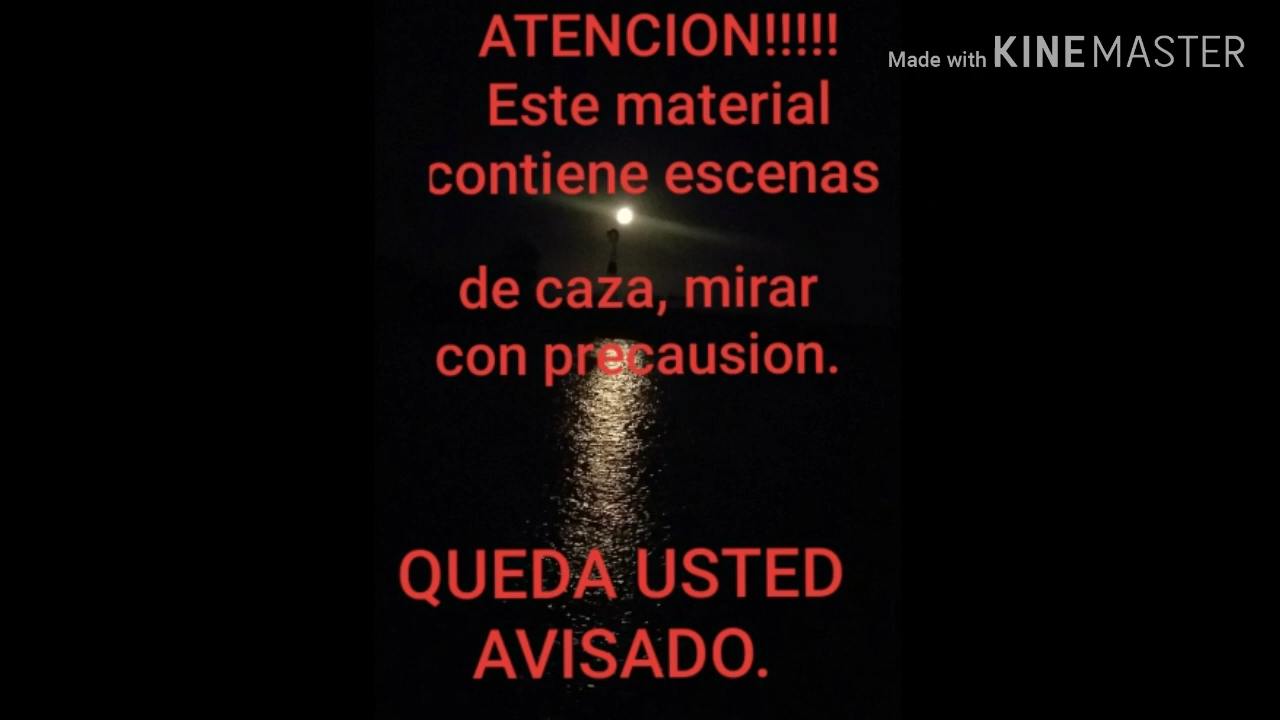 ATENCION!!!!!
Made with KINEMASTER
Este material
contiene escenas
de caza, mirar
con precausion.
QUEDA USTED
AVISADO.